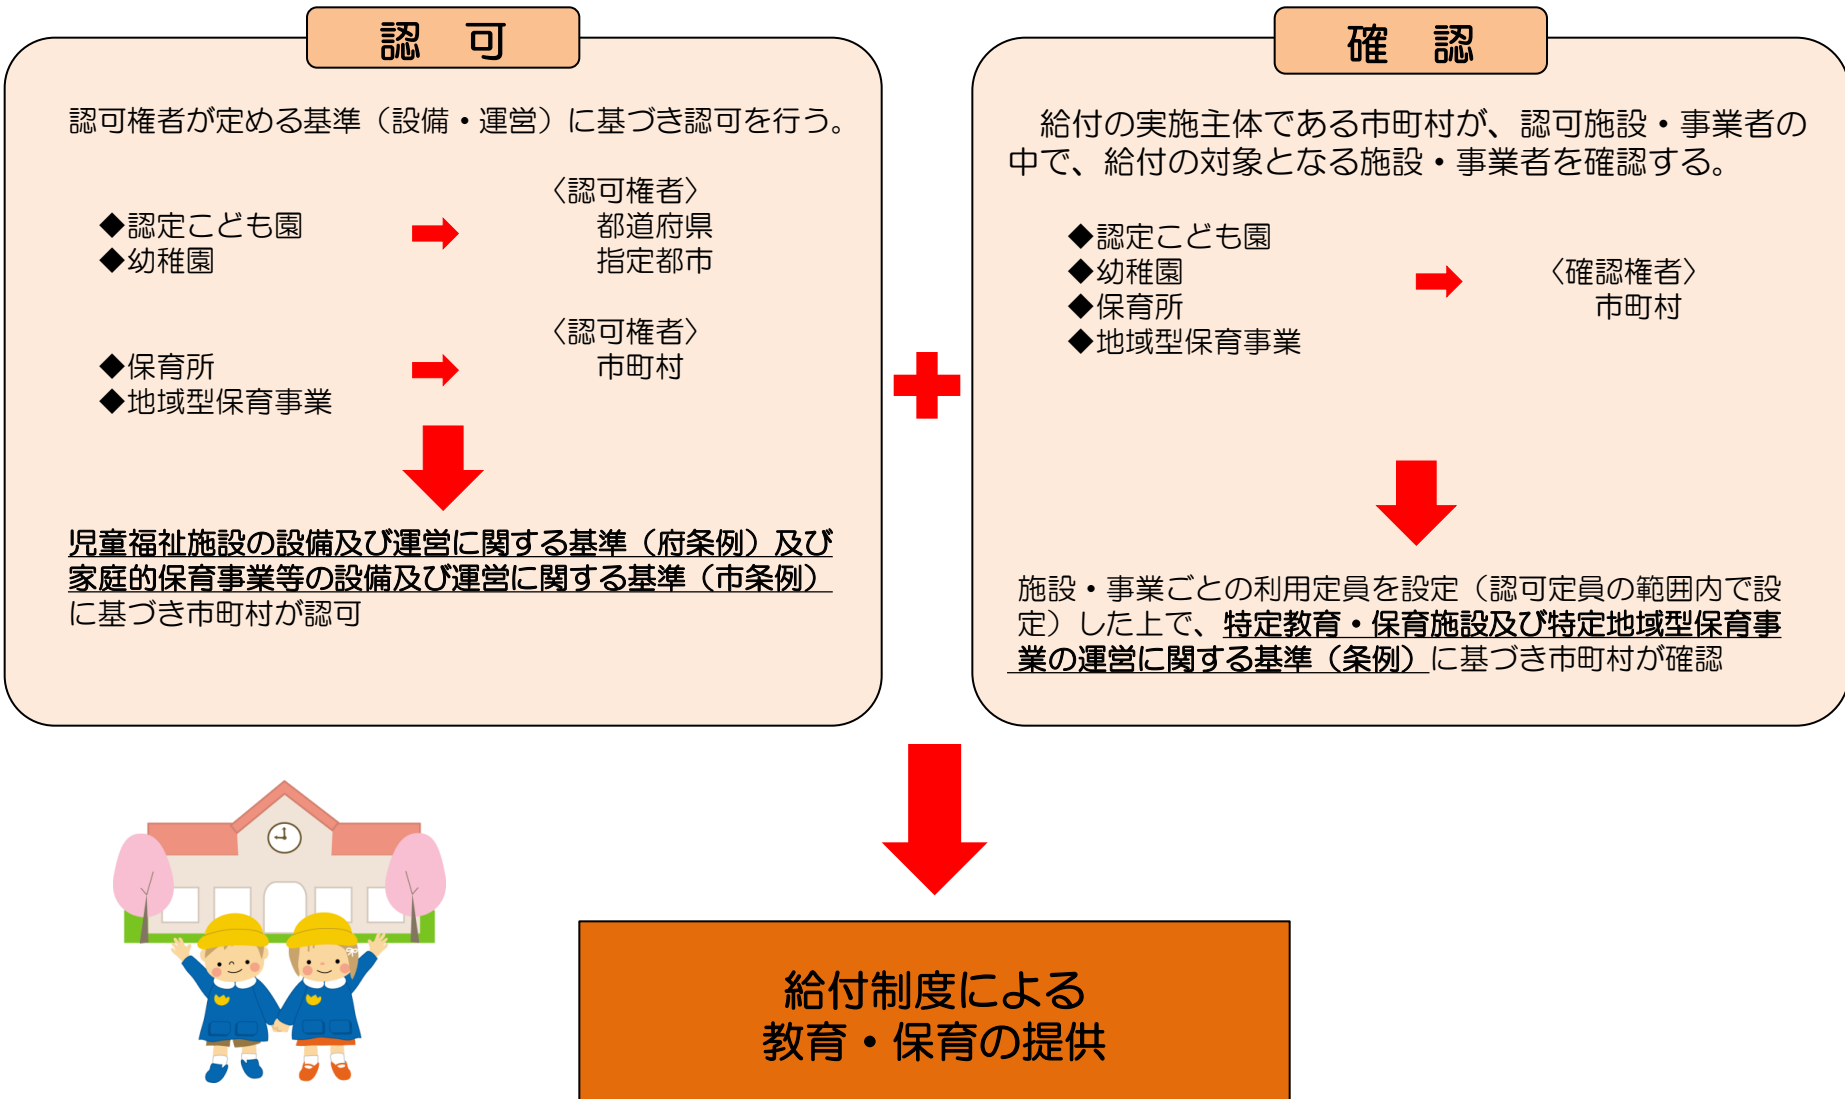 認　可
認可権者が定める基準（設備・運営）に基づき認可を行う。
〈認可権者〉
◆認定こども園
都道府県
◆幼稚園
指定都市
〈認可権者〉
◆保育所
市町村
◆地域型保育事業
児童福祉施設の設備及び運営に関する基準（府条例）及び
家庭的保育事業等の設備及び運営に関する基準（市条例）
に基づき市町村が認可
確　認
給付の実施主体である市町村が、認可施設・事業者の
中で、給付の対象となる施設・事業者を確認する。
◆認定こども園
◆幼稚園
〈確認権者〉
◆保育所
市町村
◆地域型保育事業
施設・事業ごとの利用定員を設定（認可定員の範囲内で設
定）した上で、特定教育・保育施設及び特定地域型保育事
業の運営に関する基準（条例）に基づき市町村が確認
給付制度による
教育・保育の提供